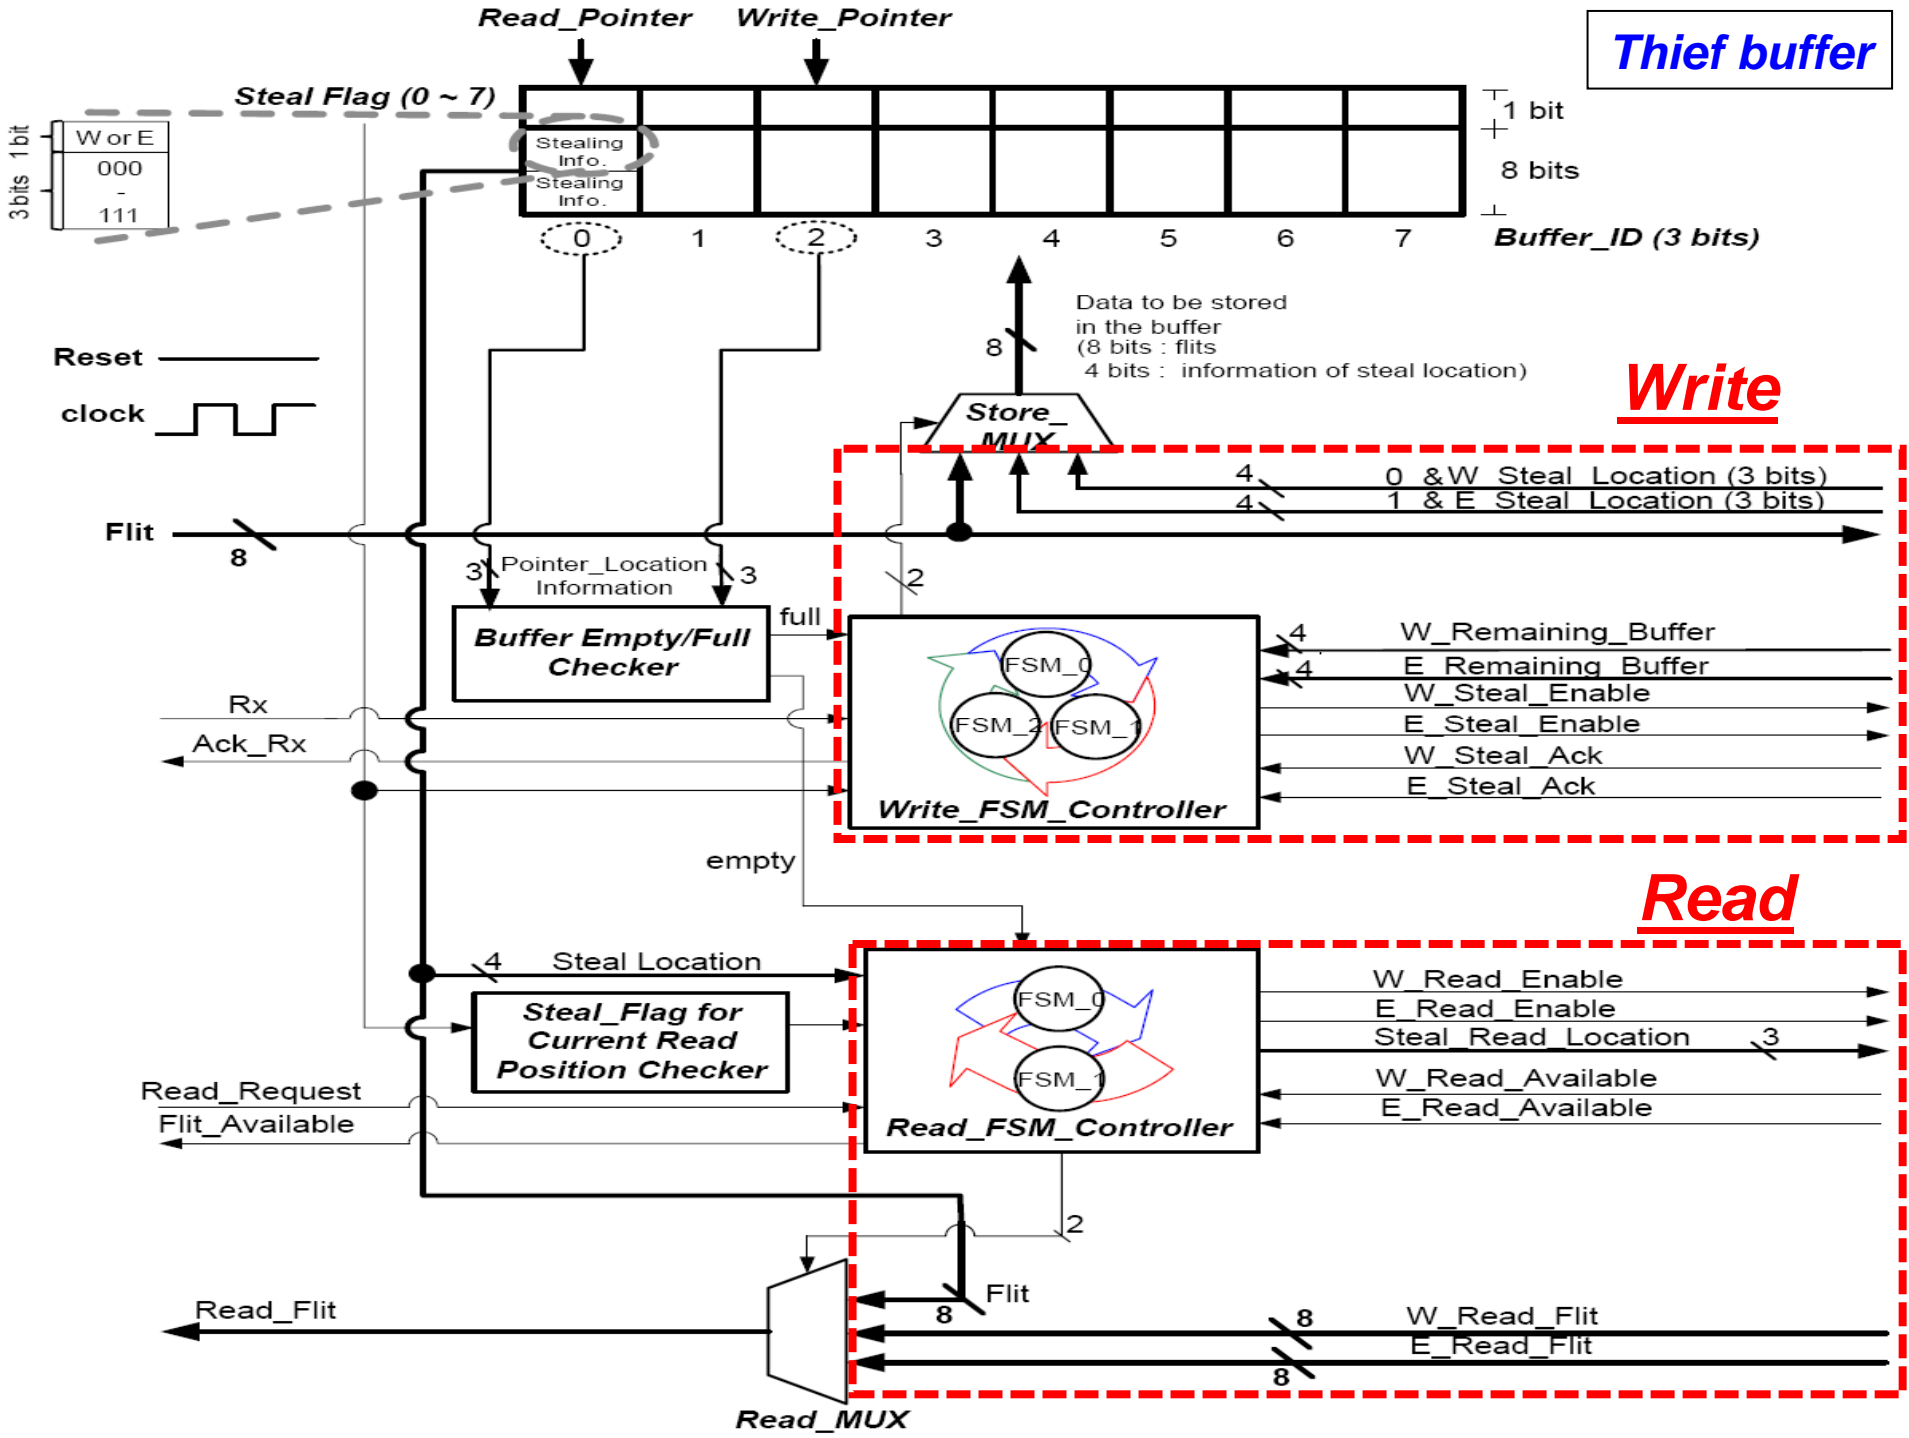 Read_Pointer
Write_Pointer
Thief buffer
Steal Flag (0 ~ 7)
1 bit
W or E
000
-
111
3 bits
1 bit
Stealing
Info.
Stealing
Info.
8 bits
0
1
2
3
4
5
6
7
Buffer_ID (3 bits)
Data to be stored
in the buffer
(8 bits : flits
4 bits : information of steal location)
8
Reset
clock
Write
Store_
MUX
4
0 & W_Steal_Location (3 bits)
4
1 & E_Steal_Location (3 bits)
Flit
8
3
Pointer_Location
Information
3
2
Buffer Empty/Full
Checker
full
FSM_0
FSM_2
FSM_1
Write_FSM_Controller
4
W_Remaining_Buffer
4
E_Remaining_Buffer
W_Steal_Enable
E_Steal_Enable
W_Steal_Ack
E_Steal_Ack
Rx
Ack_Rx
empty
Read
4
Steal Location
Steal_Flag for
Current Read
Position Checker
FSM_0
FSM_1
Read_FSM_Controller
W_Read_Enable
E_Read_Enable
Steal_Read_Location
3
W_Read_Available
E_Read_Available
Read_Request
Flit_Available
2
Flit
8
Read_Flit
8
W_Read_Flit
E_Read_Flit
8
Read_MUX